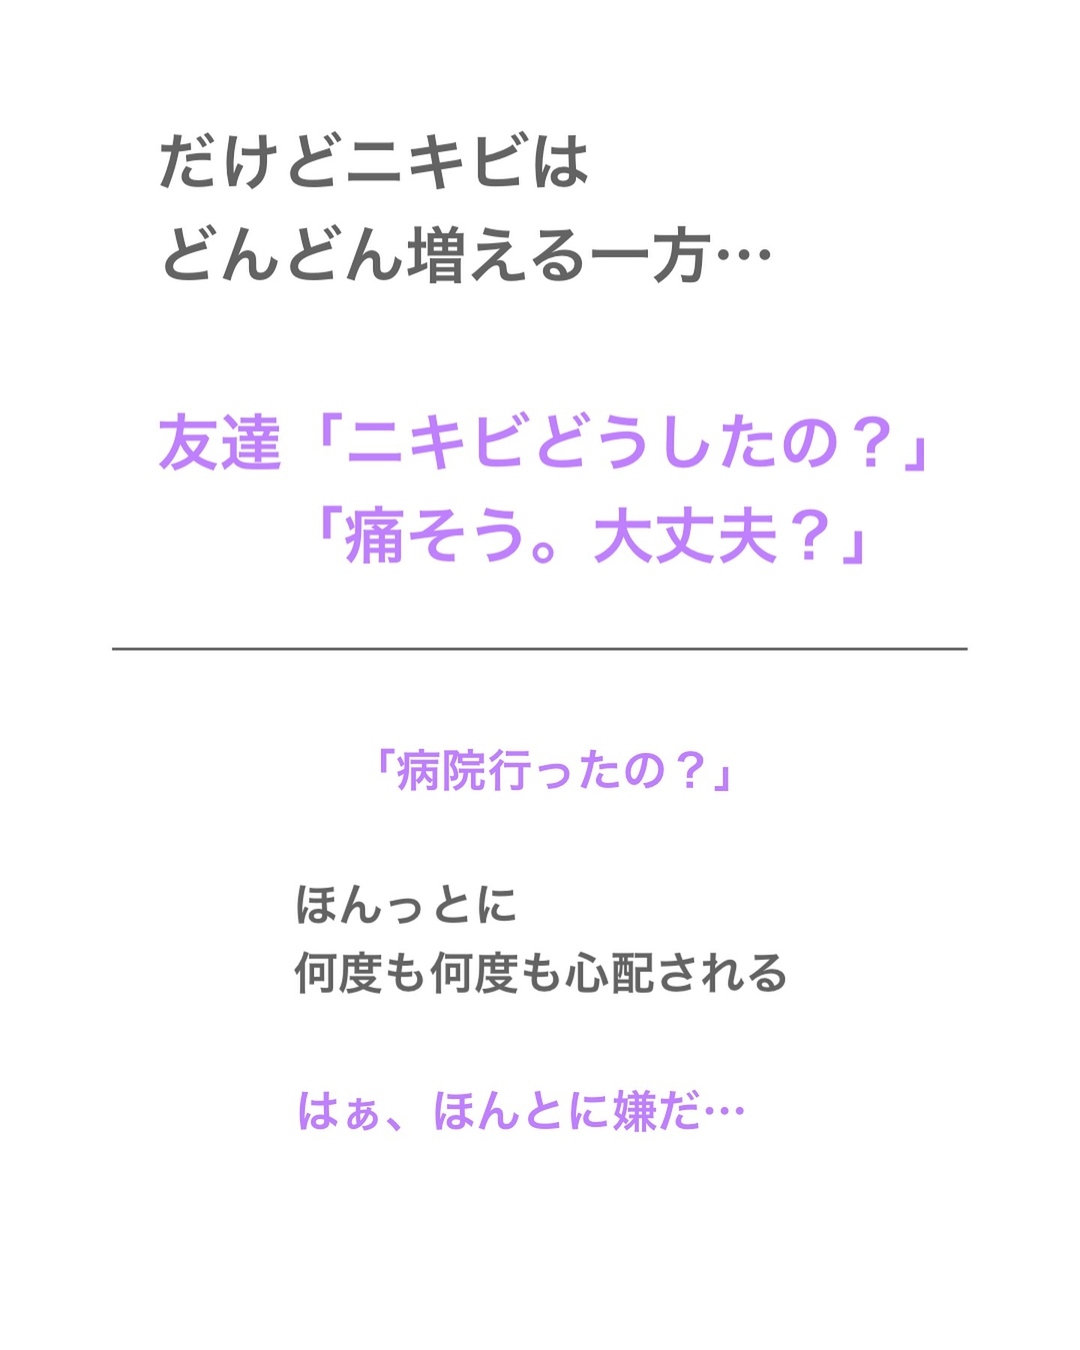 だけどニキビは
どんどん増える一方…
友達「ニキビどうしたの？」
「痛そう。大丈夫？」
「病院行ったの？」
ほんっとに
何度も何度も心配される
はぁ、ほんとに嫌だ…